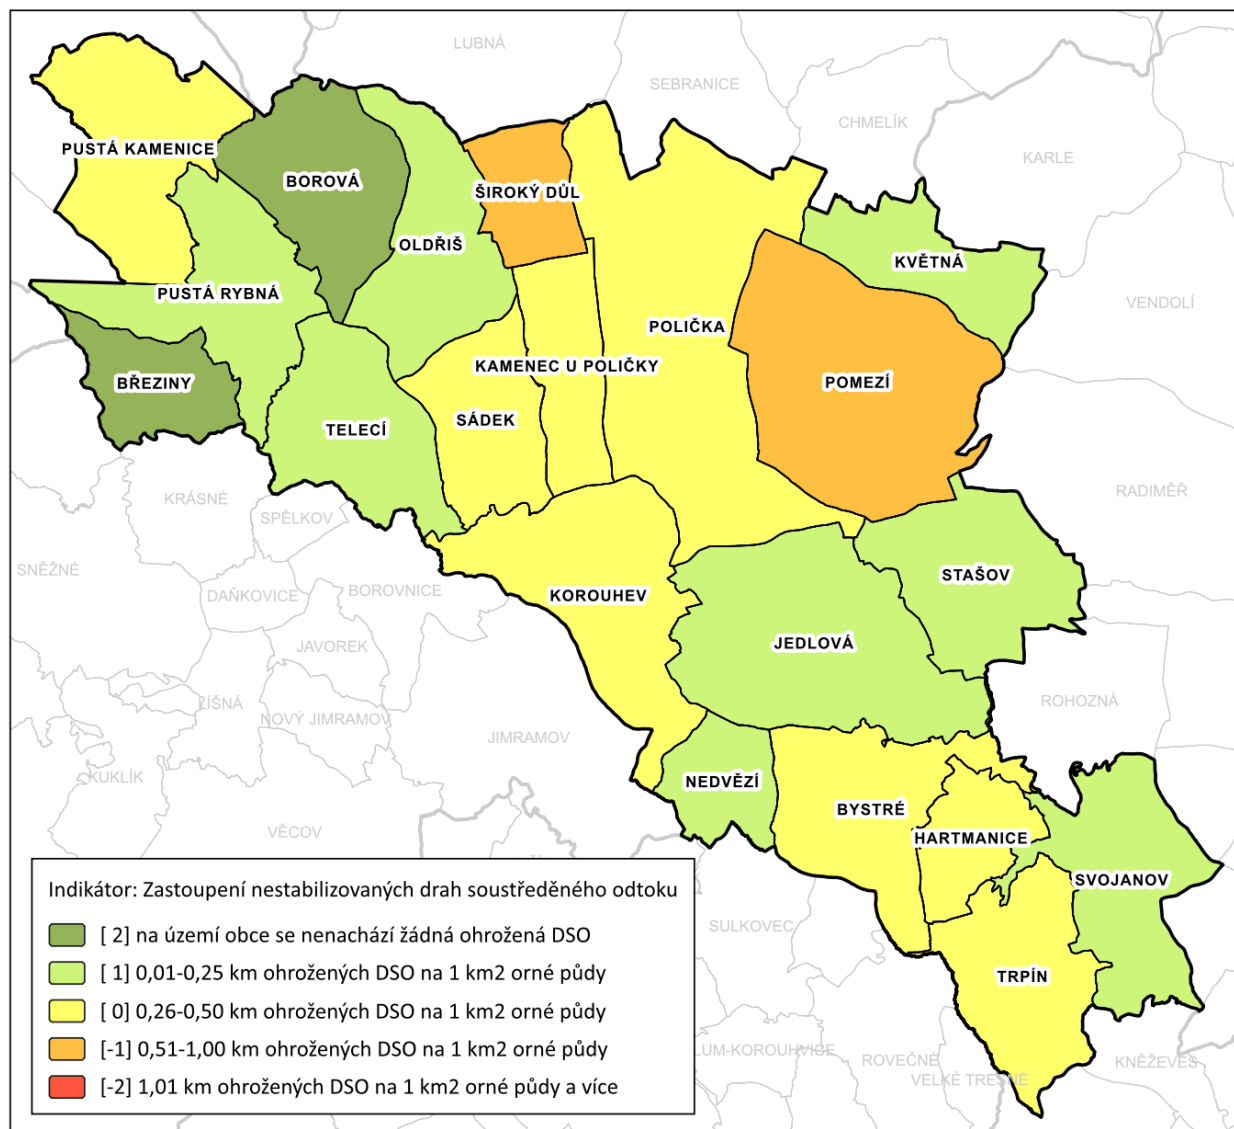 LUBNÁ
SEBRANICE
CHMELÍK
KARLE
PUSTÁ KAMENICE
BOROVÁ
ŠIROKÝ DŮL
OLDŘIŠ
KVĚTNÁ
PUSTÁ RYBNÁ
VENDOLÍ
POLIČKA
KAMENEC U POLIČKY
BŘEZINY
POMEZÍ
SÁDEK
TELECÍ
KRÁSNÉ
RADIMĚŘ
SPĚLKOV
SNĚŽNÉ
STAŠOV
DAŇKOVICE
BOROVNICE
KOROUHEV
JAVOREK
JEDLOVÁ
LÍŠNÁ
ROHOZNÁ
NOVÝ JIMRAMOV
JIMRAMOV
KUKLÍK
NEDVĚZÍ
BYSTRÉ
VĚCOV
HARTMANICE
SVOJANOV
SULKOVEC
TRPÍN
LUM-KOROUHVICE
ROVEČNÉ
KNĚŽEVES
VELKÉ TRESNÉ
Indikátor: Zastoupení nestabilizovaných drah soustředěného odtoku
[ 2] na území obce se nenachází žádná ohrožená DSO
[ 1] 0,01-0,25 km ohrožených DSO na 1 km2 orné půdy
[ 0] 0,26-0,50 km ohrožených DSO na 1 km2 orné půdy
[-1] 0,51-1,00 km ohrožených DSO na 1 km2 orné půdy
[-2] 1,01 km ohrožených DSO na 1 km2 orné půdy a více